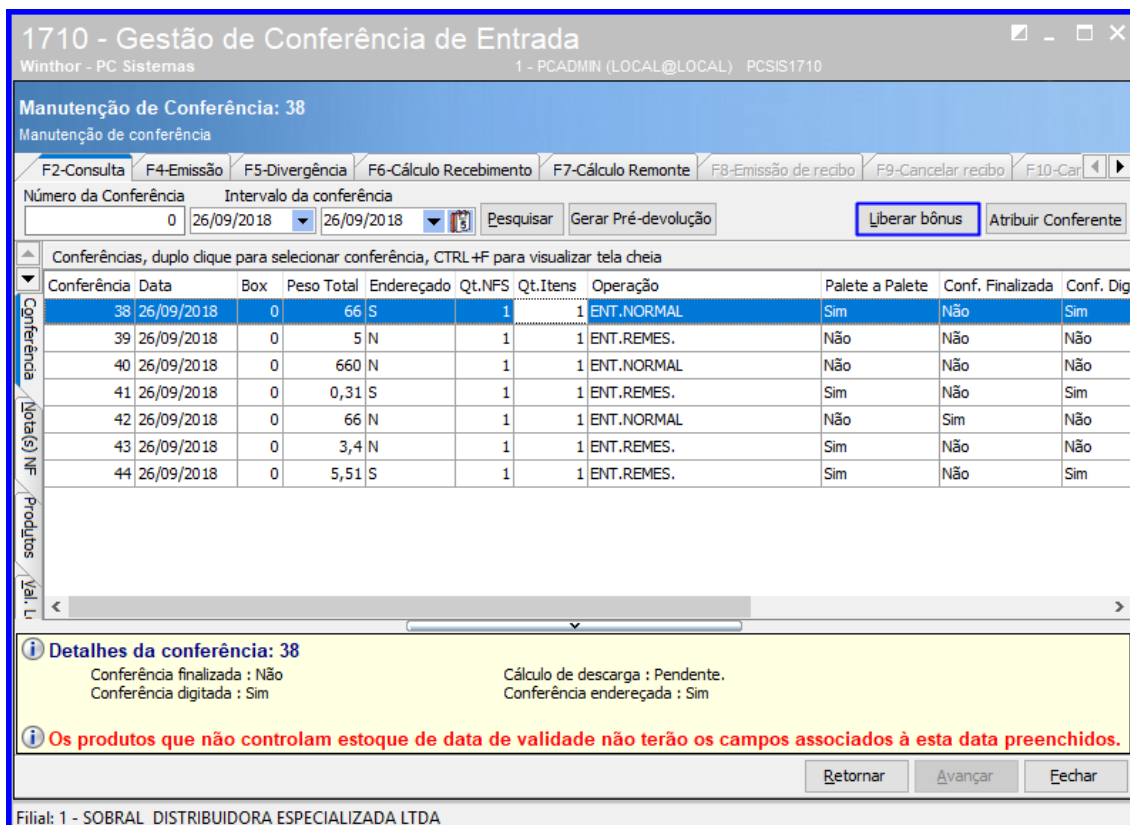 1710 - Gestão de Conferência de Entrada
Winthor - PC Sistemas 1 - PCADMIN (LOCAL@LOCAL) PCSIS1710
Manutenção de Conferência: 38
Manutenção de conferência
F2-Consulta F4-Emissão F5-Divergência F6-Cálculo Recebimento F7-Cálculo Remonte F8-Emissão de recibo F9-Cancelar recibo F10-Car
Número da Conferência Intervalo da conferência
0 26/09/2018 26/09/2018 Pesquisar Gerar Pré-devolução Liberar bônus Atribuir Conferente
Conferências, duplo clique para selecionar conferência, CTRL+F para visualizar tela cheia
Conferência Data Box Peso Total Endereçado Qt.NFS Qt.Itens Operação Palete a Palete Conf. Finalizada Conf. Dig
38 26/09/2018 0 66 S 1 1 ENT.NORMAL Sim Não Sim
39 26/09/2018 0 5 N 1 1 ENT.REMES. Não Não Não
40 26/09/2018 0 660 N 1 1 ENT.NORMAL Não Não Não
41 26/09/2018 0 0,31 S 1 1 ENT.REMES. Sim Não Sim
42 26/09/2018 0 66 N 1 1 ENT.NORMAL Não Sim Não
43 26/09/2018 0 3,4 N 1 1 ENT.REMES. Sim Não Não
44 26/09/2018 0 5,51 S 1 1 ENT.REMES. Sim Não Sim
Conferência
Nota(s) NF
Produtos
Val.
Detalhes da conferência: 38
Conferência finalizada : Não Cálculo de descarga : Pendente.
Conferência digitada : Sim Conferência endereçada : Sim
Os produtos que não controlam estoque de data de validade não terão os campos associados à esta data preenchidos.
Retornar Avançar Fechar
Filial: 1 - SOBRAL DISTRIBUIDORA ESPECIALIZADA LTDA